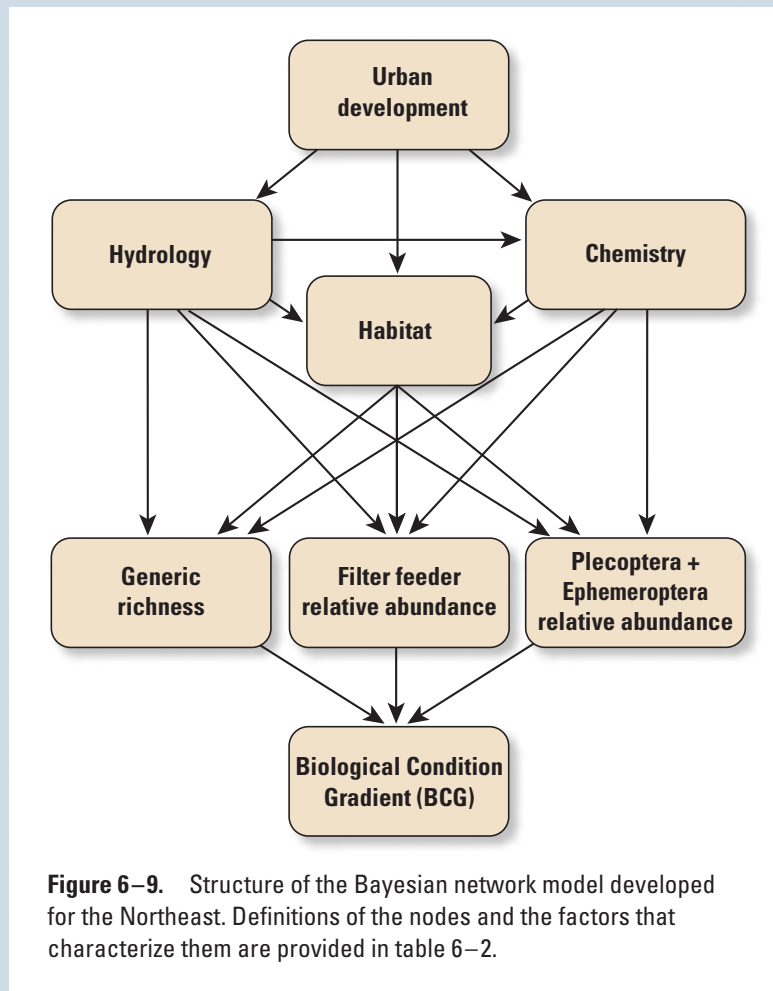 Urban
development
Hydrology
Chemistry
Habitat
Generic
richness
Filter feeder
relative abundance
Plecoptera +
Ephemeroptera
relative abundance
Biological Condition
Gradient (BCG)
Figure 6–9. Structure of the Bayesian network model developed
for the Northeast. Definitions of the nodes and the factors that
characterize them are provided in table 6–2.